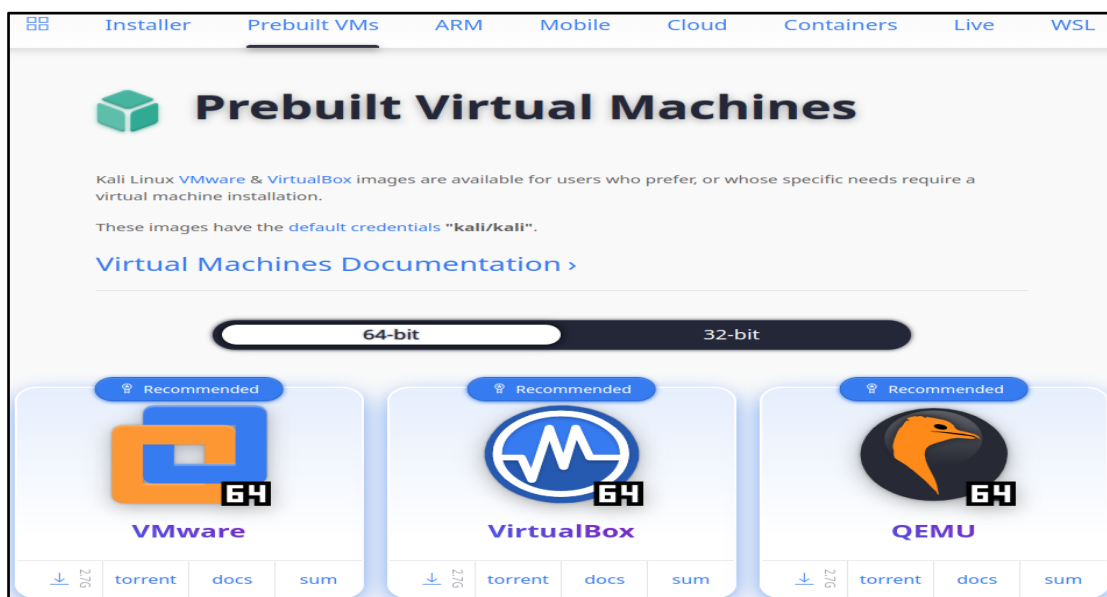 Installer Prebuilt VMs ARM Mobile Cloud Containers Live WSL
Prebuilt Virtual Machines
Kali Linux VMware & VirtualBox images are available for users who prefer, or whose specific needs require a
virtual machine installation.
These images have the default credentials "kali/kali".
Virtual Machines Documentation ›
64-bit 32-bit
Recommended Recommended Recommended
64 64 64
VMware VirtualBox QEMU
2.7G torrent docs sum 2.7G torrent docs sum 2.7G torrent docs sum